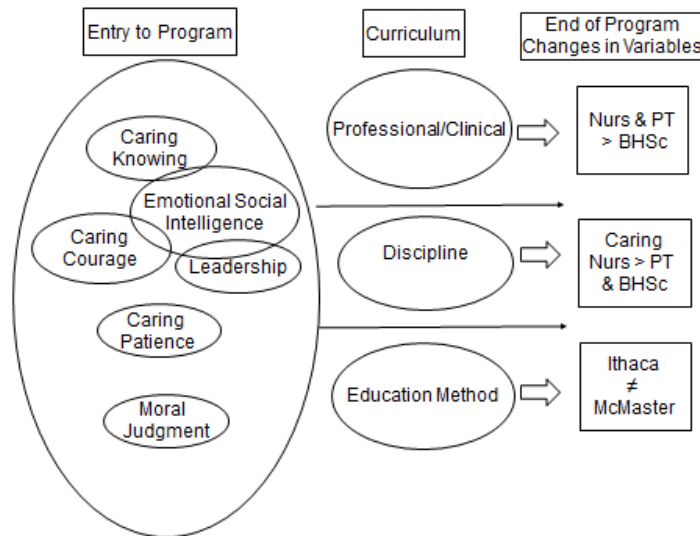 Entry to Program
Curriculum
End of Program
Changes in Variables
Caring
Knowing
Emotional Social
Intelligence
Caring
Courage
Leadership
Caring
Patience
Moral
Judgment
Professional/Clinical
Nurs & PT
> BHSc
Discipline
Caring
Nurs > PT
& BHSc
Education Method
Ithaca
≠
McMaster